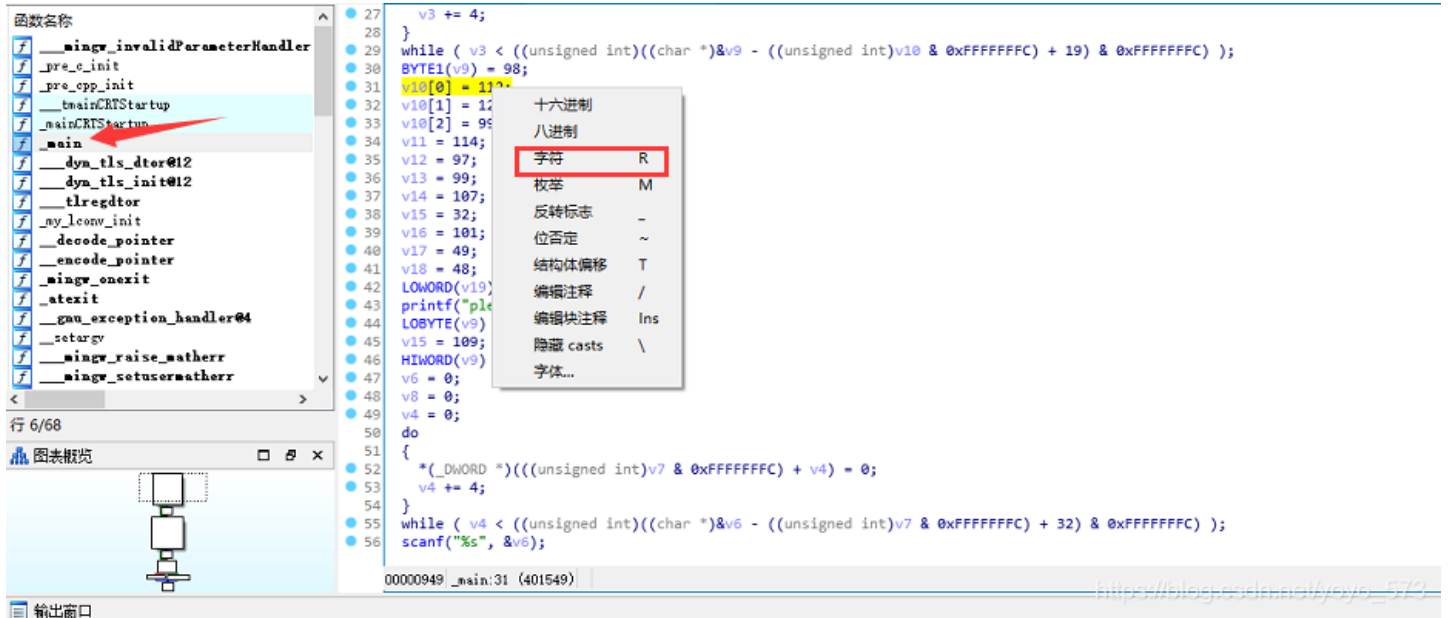 函数名称
f ___mingw_invalidParameterHandler
f _pre_c_init
f _pre_cpp_init
f ___tmainCRTStartup
f _mainCRTStartup
f _main
f ___dyn_tls_dtor@12
f ___dyn_tls_init@12
f ___tlregdtor
f _my_lconv_init
f __decode_pointer
f __encode_pointer
f _mingw_onexit
f _atexit
f __gnu_exception_handler@4
f __setargv
f ___mingw_raise_matherr
f ___mingw_setusermatherr
行 6/68
图表概览
输出窗口
27 v3 += 4;
28 }
29 while ( v3 < ((unsigned int)((char *)&v9 - ((unsigned int)v10 & 0xFFFFFFFC) + 19) & 0xFFFFFFFC) );
30 BYTE1(v9) = 98;
31 v10[0] = 112;
32 v10[1] = 12
33 v10[2] = 99
34 v11 = 114;
35 v12 = 97;
36 v13 = 99;
37 v14 = 107;
38 v15 = 32;
39 v16 = 101;
40 v17 = 49;
41 v18 = 48;
42 LOWORD(v19)
43 printf("ple
44 LOBYTE(v9)
45 v15 = 109;
46 HIWORD(v9)
47 v6 = 0;
48 v8 = 0;
49 v4 = 0;
50 do
51 {
52 *(_DWORD *)(((unsigned int)v7 & 0xFFFFFFFC) + v4) = 0;
53 v4 += 4;
54 }
55 while ( v4 < ((unsigned int)((char *)&v6 - ((unsigned int)v7 & 0xFFFFFFFC) + 32) & 0xFFFFFFFC) );
56 scanf("%s", &v6);
十六进制
八进制
字符 R
枚举 M
反转标志 _
位否定 ~
结构体偏移 T
编辑注释 /
编辑块注释 Ins
隐藏 casts \
字体...
00000949 _main:31 (401549)
https://blog.csdn.net/yoyo_573